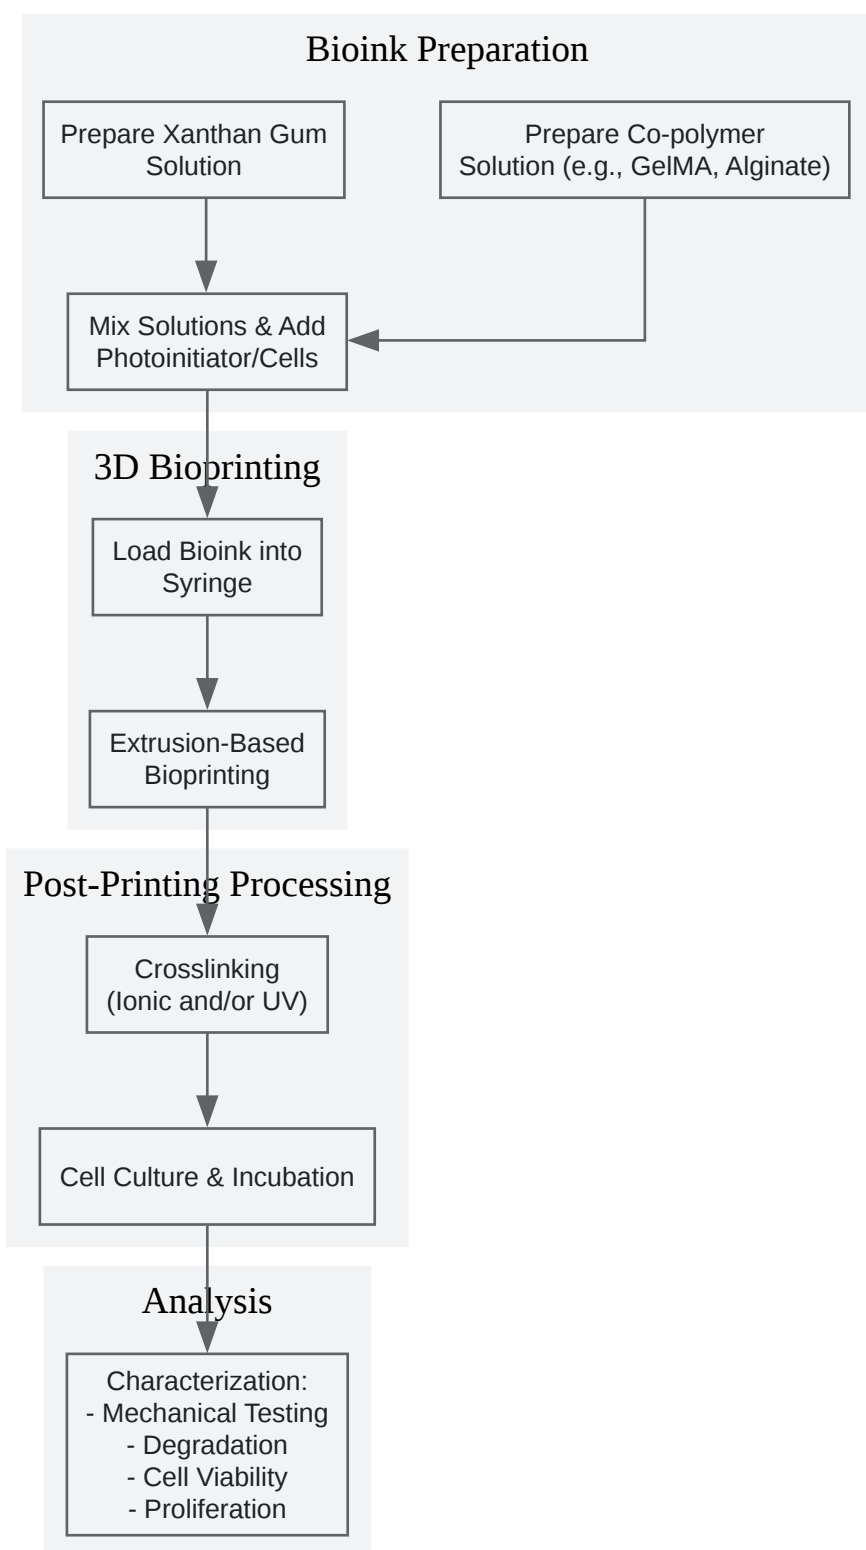 Bioink Preparation
Prepare Xanthan Gum
Solution
Prepare Co-polymer
Solution (e.g., GelMA, Alginate)
Mix Solutions & Add
Photoinitiator/Cells
3D Bioprinting
Load Bioink into
Syringe
Extrusion-Based
Bioprinting
Post-Printing Processing
Crosslinking
(Ionic and/or UV)
Cell Culture & Incubation
Analysis
Characterization:
- Mechanical Testing
- Degradation
- Cell Viability
- Proliferation